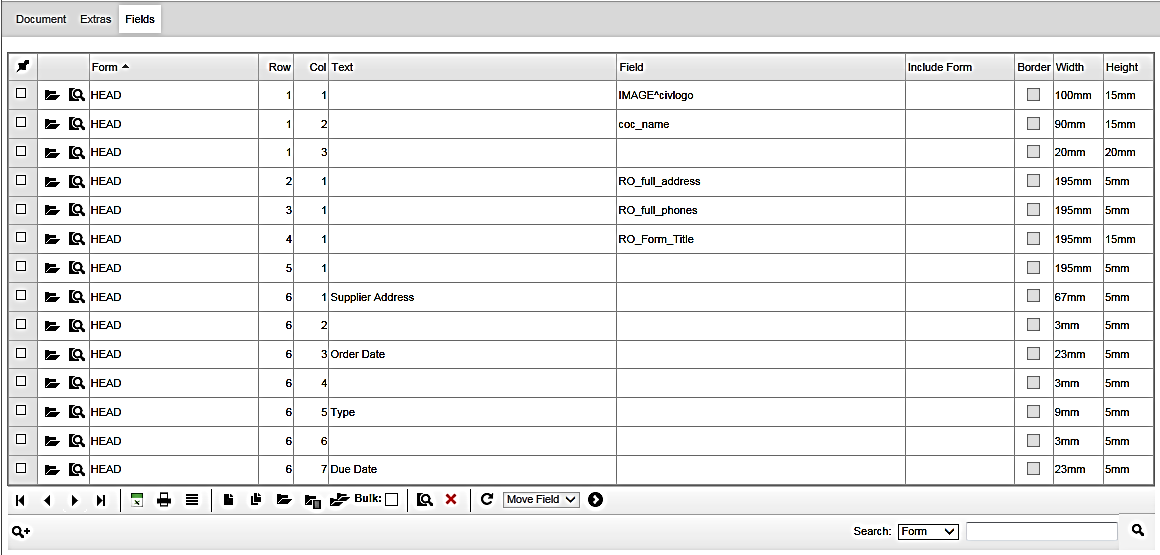 Document Extras Fields
Form Row Col Text Field Include Form Border Width Height
HEAD 1 1 IMAGE^civlogo 100mm 15mm
HEAD 1 2 coc_name 90mm 15mm
HEAD 1 3 20mm 20mm
HEAD 2 1 RO_full_address 195mm 5mm
HEAD 3 1 RO_full_phones 195mm 5mm
HEAD 4 1 RO_Form_Title 195mm 15mm
HEAD 5 1 195mm 5mm
HEAD 6 1 Supplier Address 67mm 5mm
HEAD 6 2 3mm 5mm
HEAD 6 3 Order Date 23mm 5mm
HEAD 6 4 3mm 5mm
HEAD 6 5 Type 9mm 5mm
HEAD 6 6 3mm 5mm
HEAD 6 7 Due Date 23mm 5mm
Bulk: Move Field
Search: Form